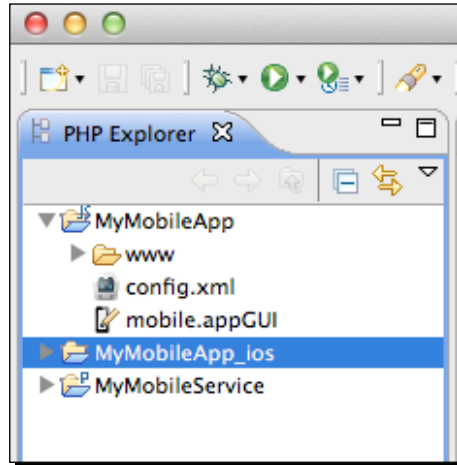 PHP Explorer
MyMobileApp
www
config.xml
mobile.appGUI
MyMobileApp_ios
MyMobileService